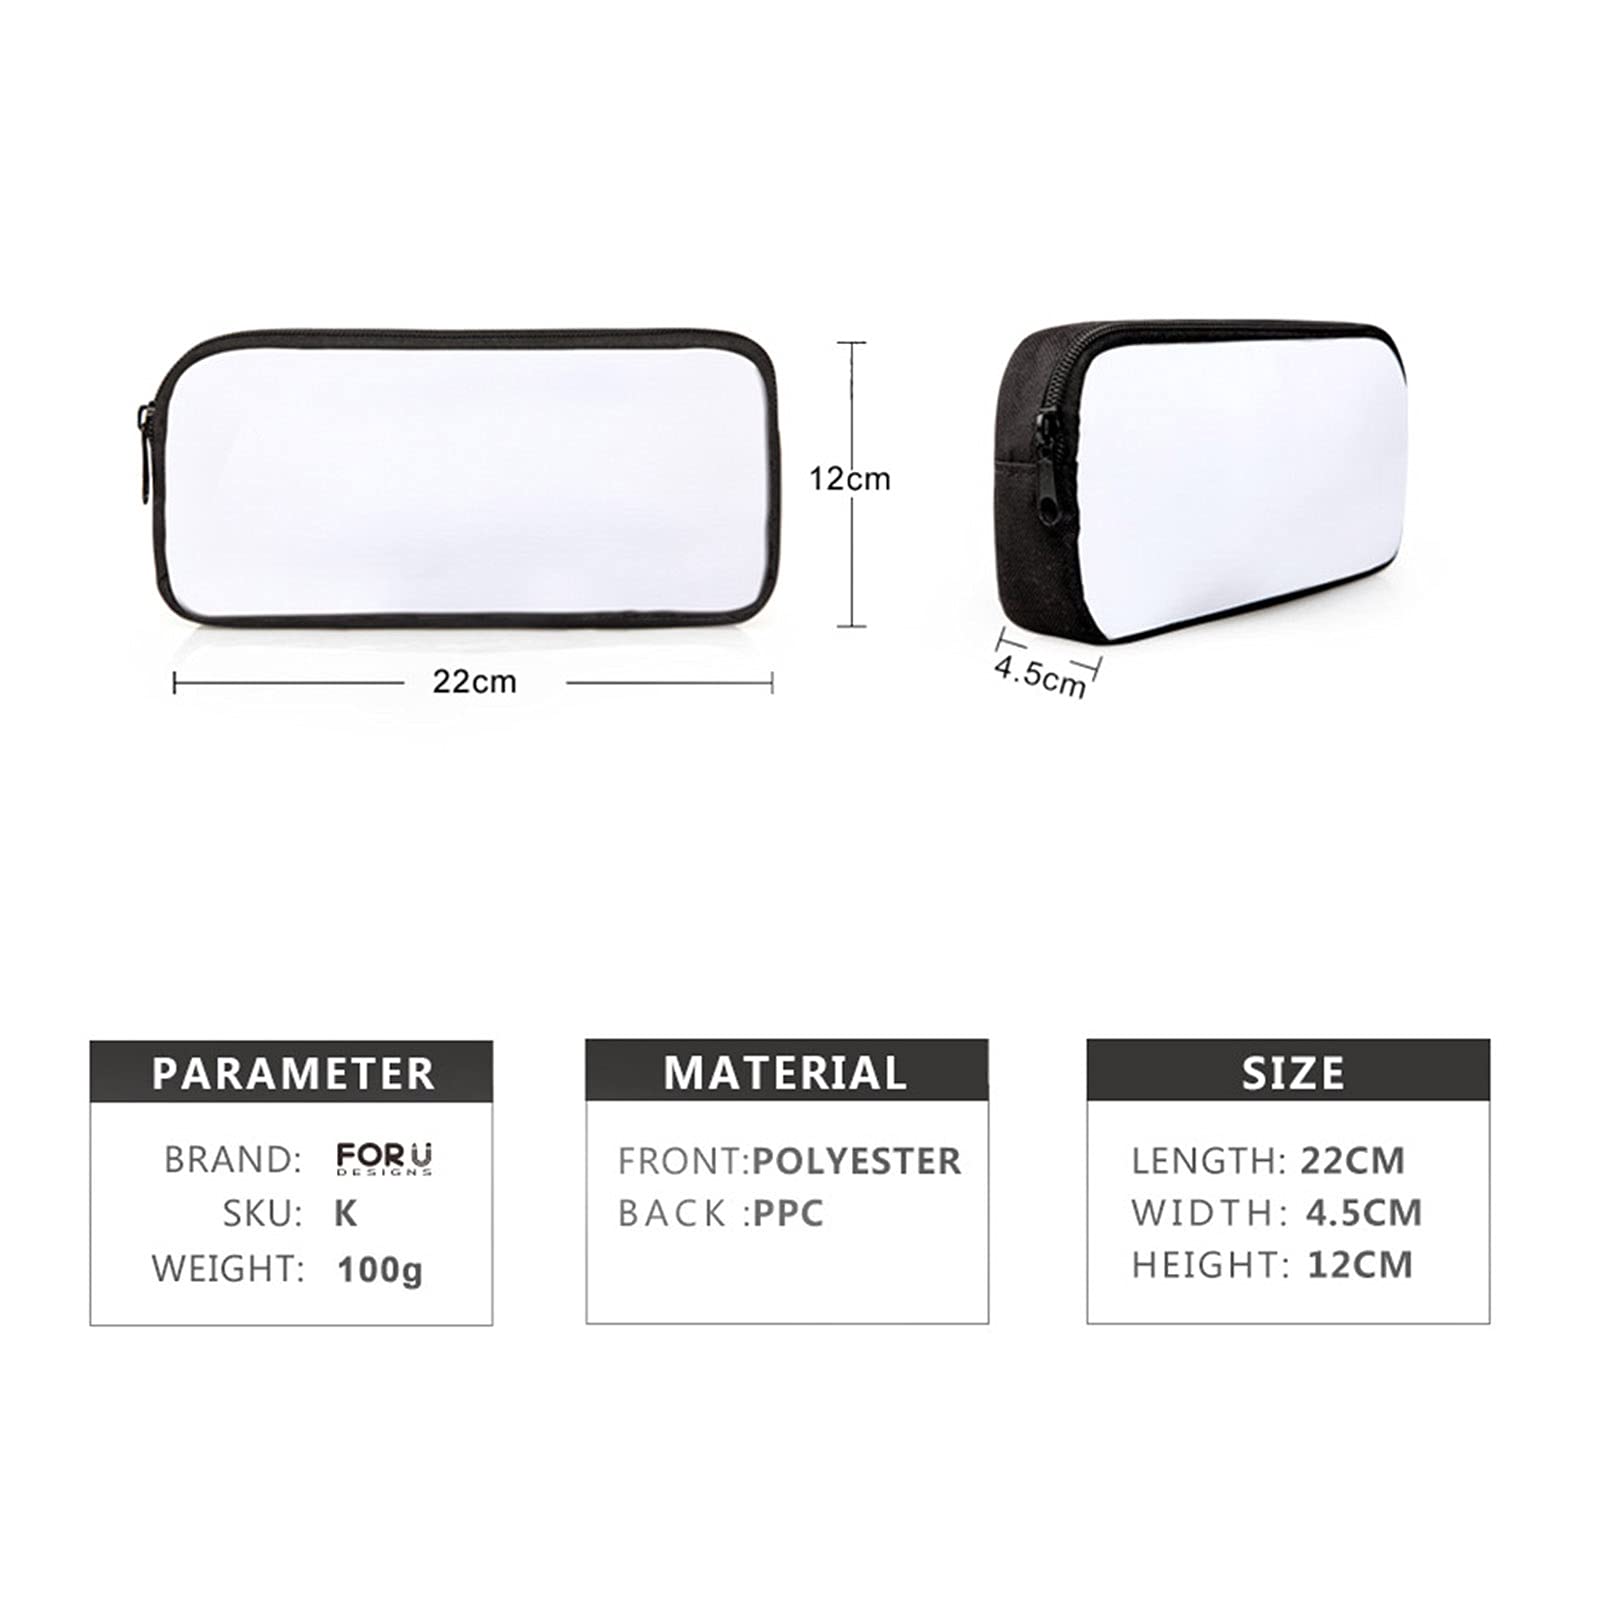 12cm
22cm
4.5cm
PARAMETER
BRAND: FOR U
DESIGNS
SKU: K
WEIGHT: 100g
MATERIAL
FRONT:POLYESTER
BACK :PPC
SIZE
LENGTH: 22CM
WIDTH: 4.5CM
HEIGHT: 12CM